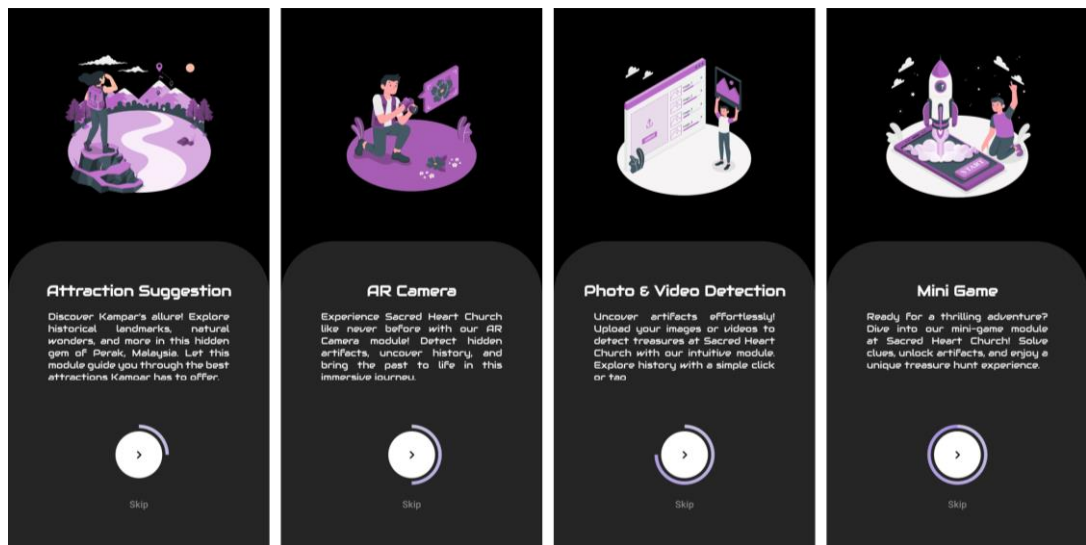 Attraction Suggestion
Discover Kampar's allure! Explore
historical landmarks, natural
wonders, and more in this hidden
gem of Perak, Malaysia. Let this
module guide you through the best
attractions Kampar has to offer.
Skip
AR Camera
Experience Sacred Heart Church
like never before with our AR
Camera module! Detect hidden
artifacts, uncover history, and
bring the past to life in this
immersive journey.
Skip
Photo & Video Detection
Uncover artifacts effortlessly!
Upload your images or videos to
detect treasures at Sacred Heart
Church with our intuitive module.
Explore history with a simple click
or tap
Skip
START
Mini Game
Ready for a thrilling adventure?
Dive into our mini-game module
at Sacred Heart Church! Solve
clues, unlock artifacts, and enjoy a
unique treasure hunt experience.
Skip